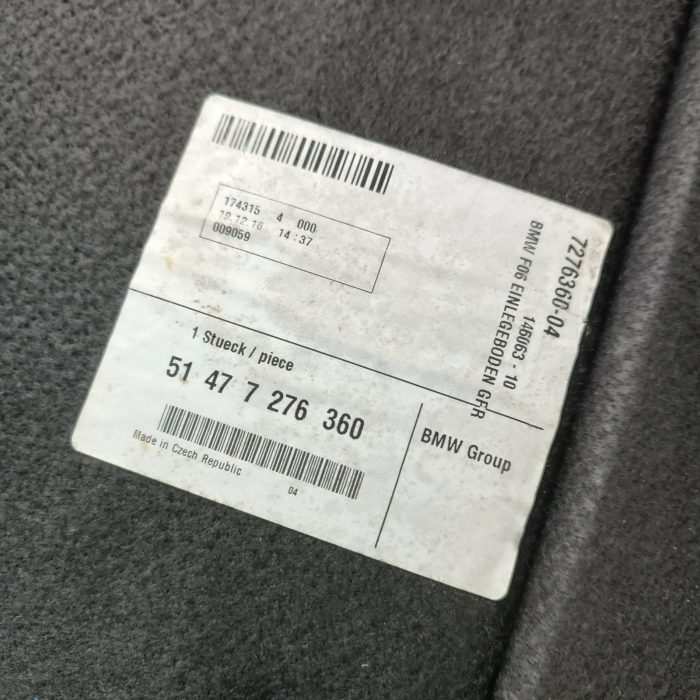 174315 4 000
19.12.16 14:37
009059
7276360-04
146063 - 10
BMW F06 EINLEGEBODEN GFR
1 Stueck / piece
51 47 7 276 360
Made in Czech Republic
04
BMW Group